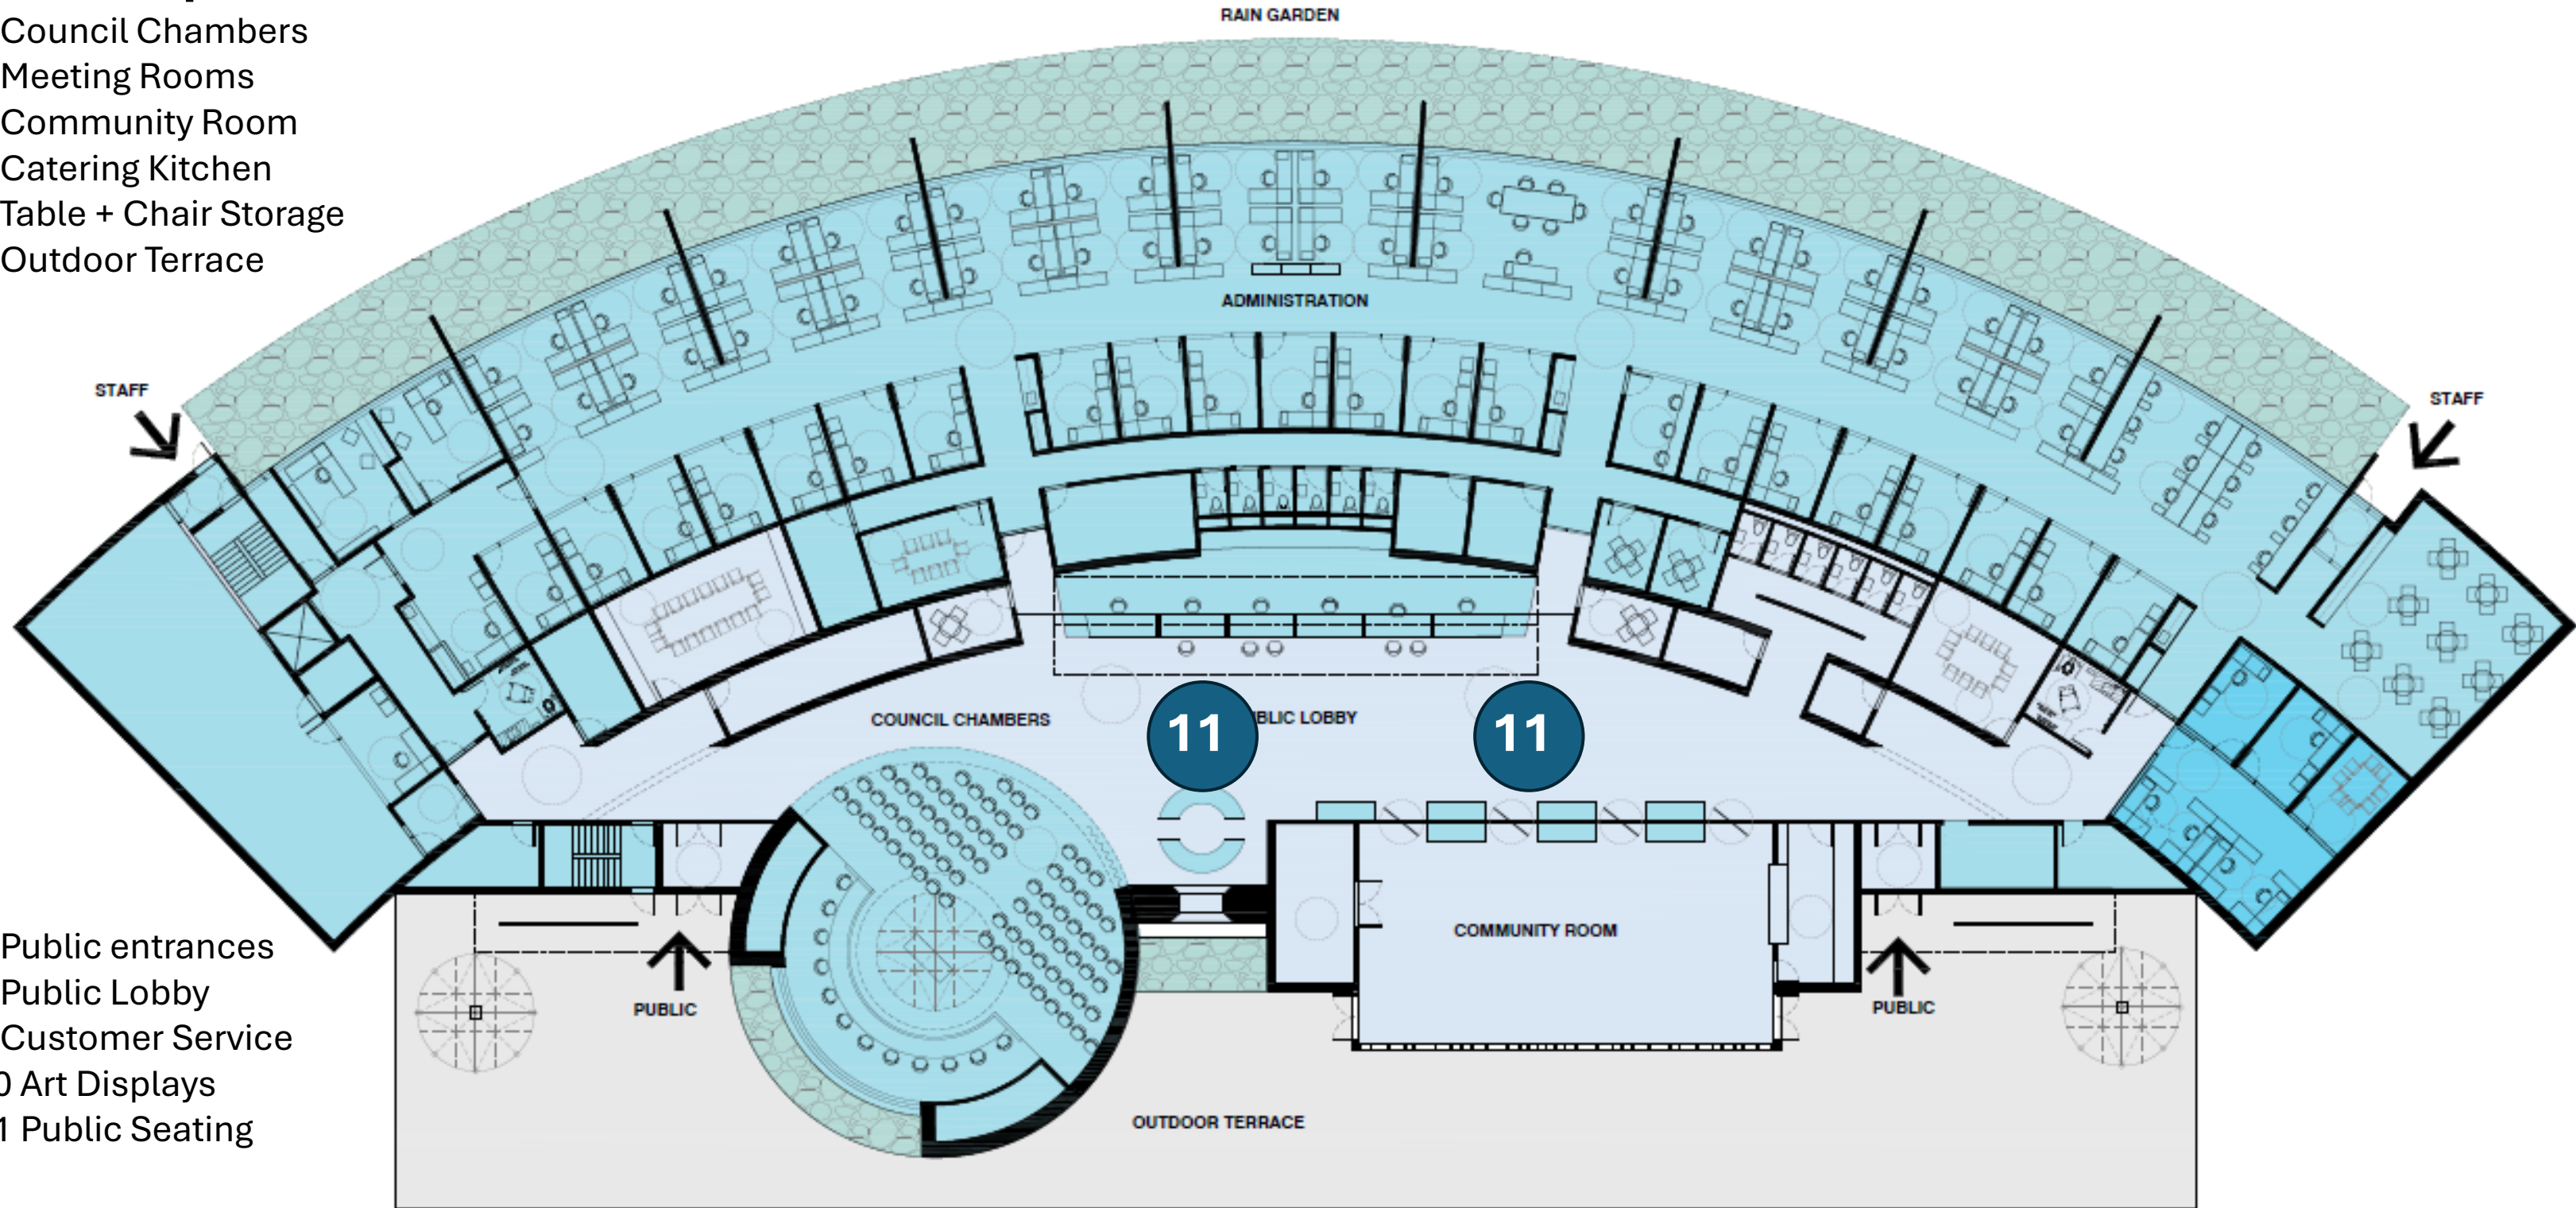 RAIN GARDEN
Council Chambers
Meeting Rooms
Community Room
Catering Kitchen
Table + Chair Storage
Outdoor Terrace
ADMINISTRATION
STAFF
STAFF
COUNCIL CHAMBERS
BLIC LOBBY
11
11
COMMUNITY ROOM
PUBLIC
PUBLIC
OUTDOOR TERRACE
Public entrances
Public Lobby
Customer Service
0 Art Displays
1 Public Seating